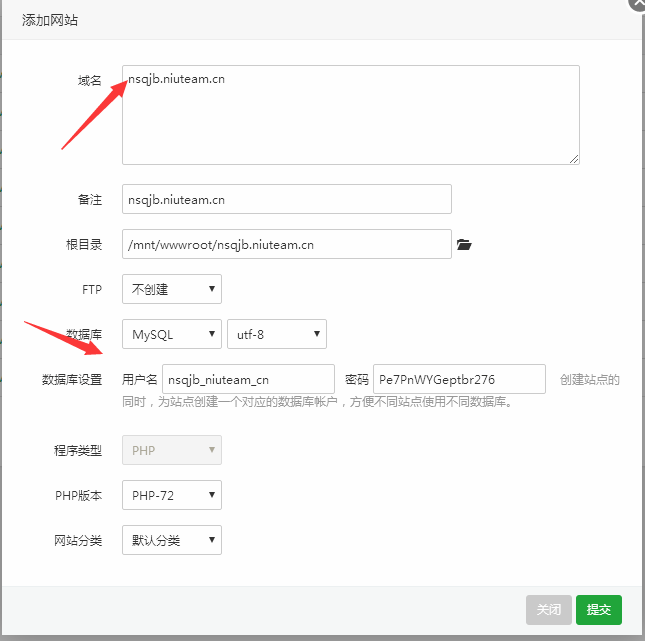 添加网站
域名 nsqjb.niuteam.cn
备注 nsqjb.niuteam.cn
根目录 /mnt/wwwroot/nsqjb.niuteam.cn
FTP 不创建
数据库 MySQL utf-8
数据库设置 用户名 nsqjb_niuteam_cn 密码 Pe7PnWYGeptbr276 创建站点的
同时，为站点创建一个对应的数据库帐户，方便不同站点使用不同数据库。
程序类型 PHP
PHP版本 PHP-72
网站分类 默认分类
关闭 提交